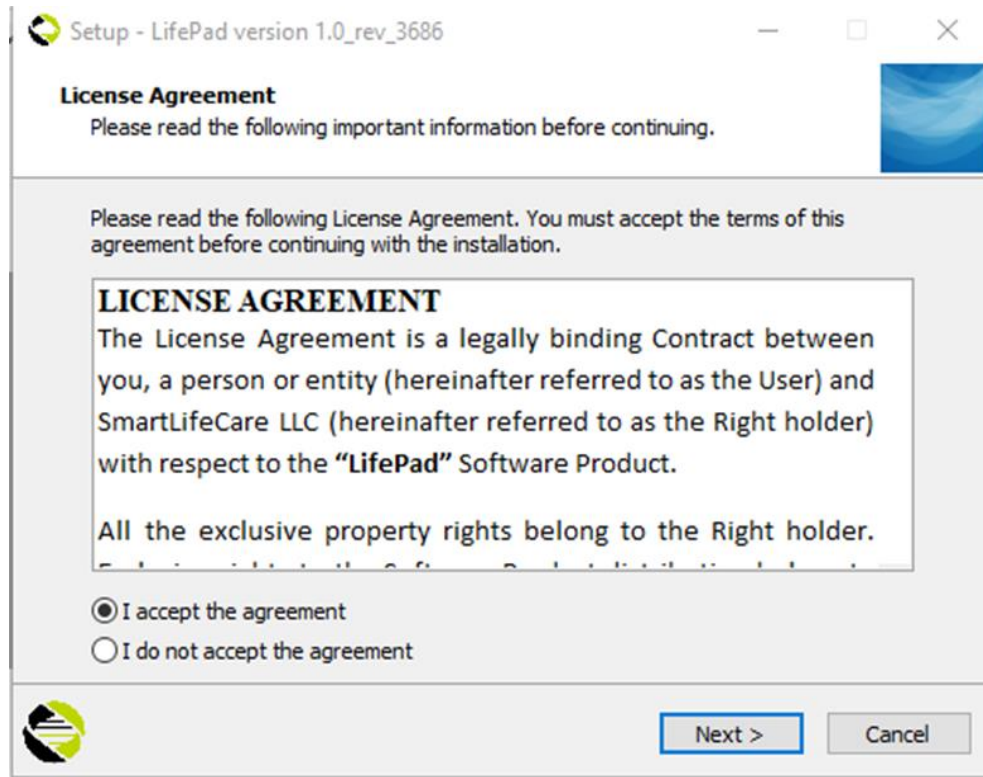 Setup - LifePad version 1.0_rev_3686
License Agreement
Please read the following important information before continuing.
Please read the following License Agreement. You must accept the terms of this
agreement before continuing with the installation.
LICENSE AGREEMENT
The License Agreement is a legally binding Contract between
you, a person or entity (hereinafter referred to as the User) and
SmartLifeCare LLC (hereinafter referred to as the Right holder)
with respect to the “LifePad” Software Product.
All the exclusive property rights belong to the Right holder.
I accept the agreement
I do not accept the agreement
Next >
Cancel